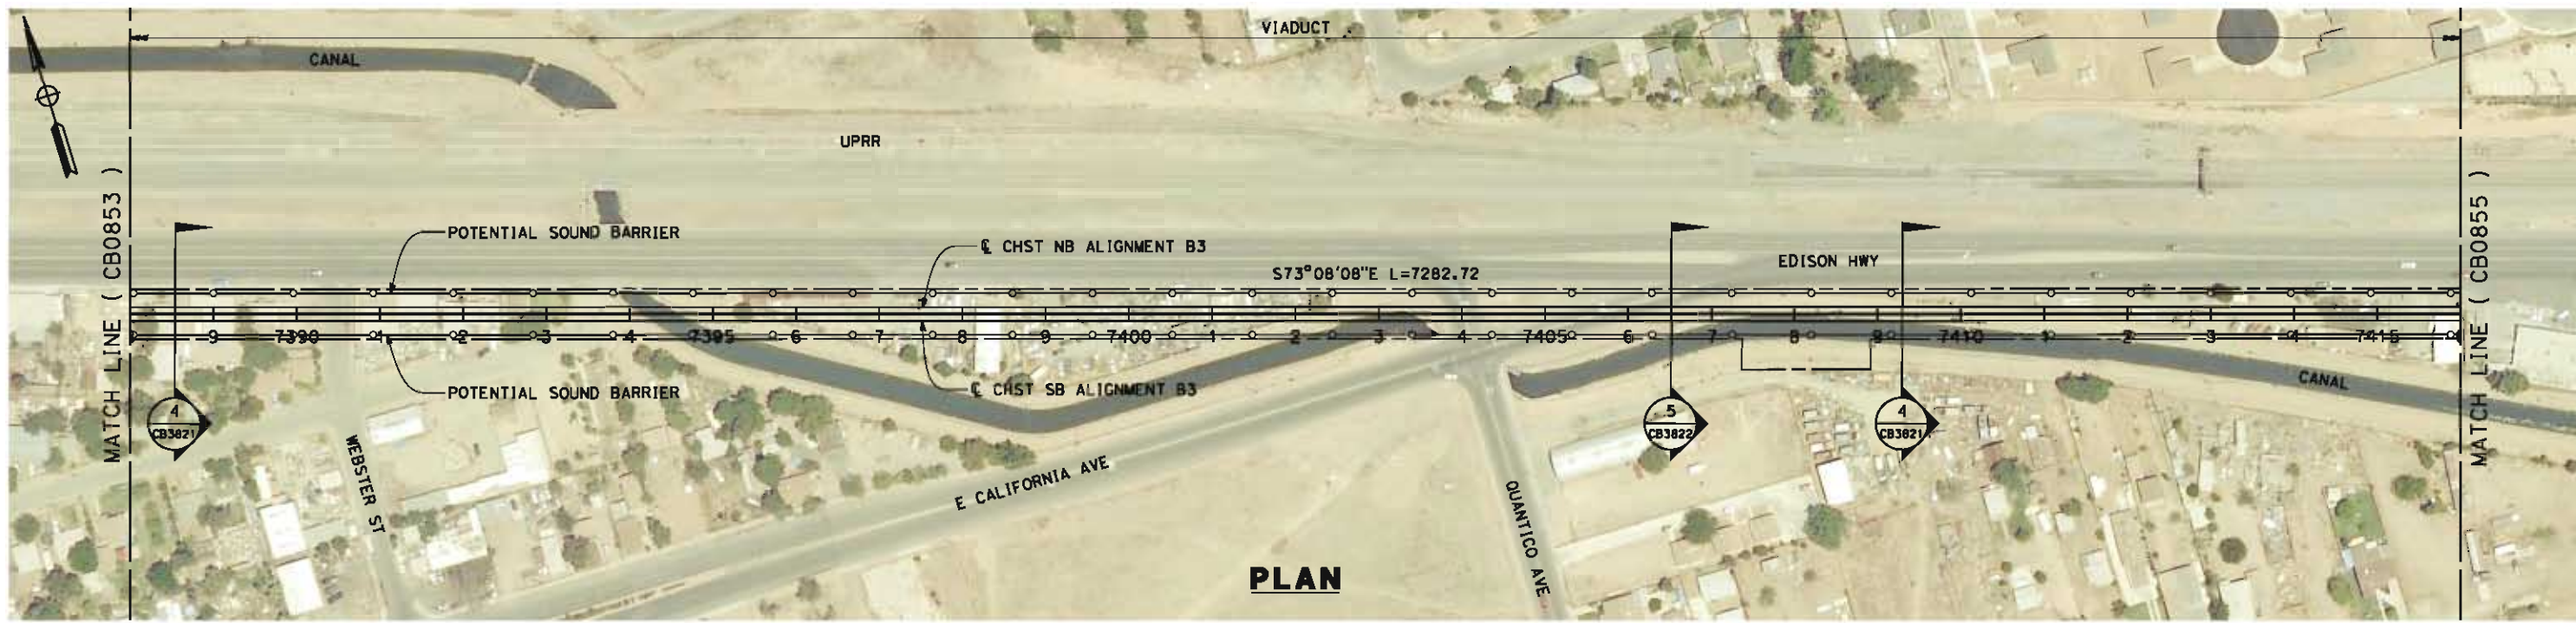 VIADUCT
CANAL
UPRR
MATCH LINE ( CB0853 )
MATCH LINE ( CB0855 )
POTENTIAL SOUND BARRIER
℄ CHST NB ALIGNMENT B3
S73°08'08"E L=7282.72
EDISON HWY
9 7390 1 2 3 4 7395 6 7 8 9 7400 1 2 3 4 7405 6 7 8 9 7410 1 2 3 4 7415
POTENTIAL SOUND BARRIER
℄ CHST SB ALIGNMENT B3
CANAL
4
CB3821
5
CB3822
4
CB3821
WEBSTER ST
E CALIFORNIA AVE
QUANTICO AVE
PLAN